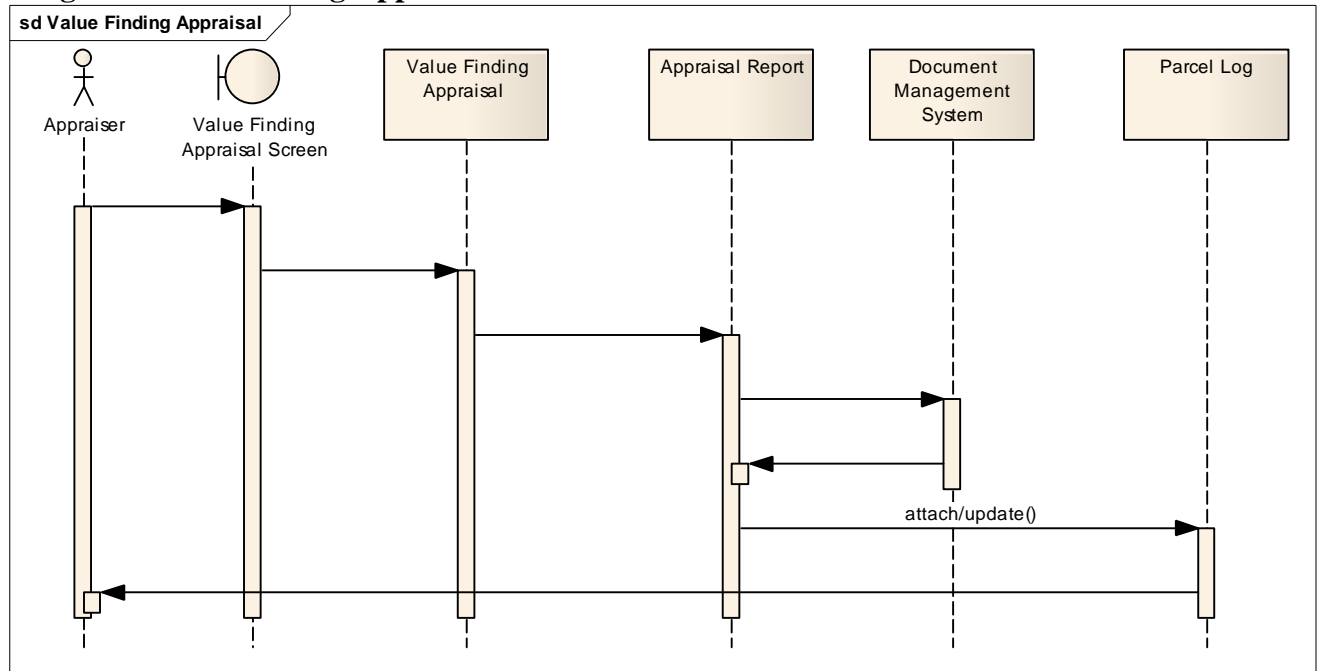 sd Value Finding Appraisal
Appraiser
Value Finding
Appraisal Screen
Value Finding
Appraisal
Appraisal Report
Document
Management
System
Parcel Log
attach/update()